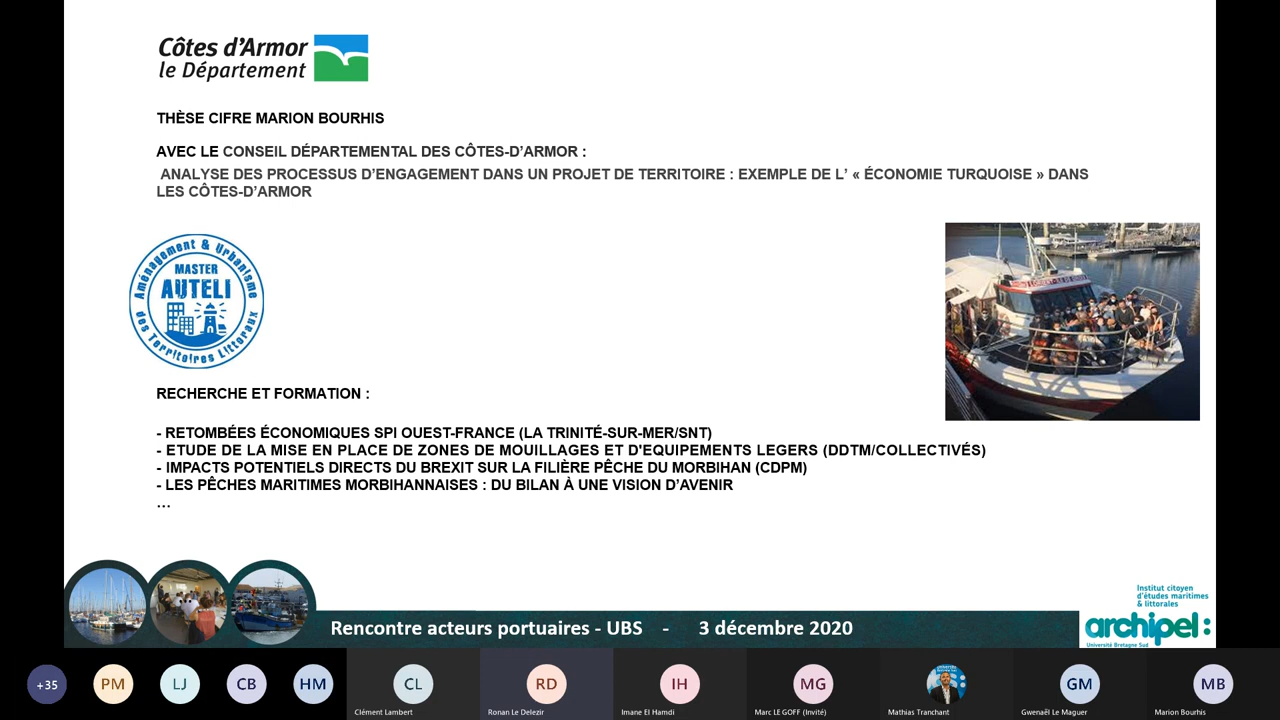 Côtes d'Armor
le Département
THÈSE CIFRE MARION BOURHIS
AVEC LE CONSEIL DÉPARTEMENTAL DES CÔTES-D’ARMOR :
ANALYSE DES PROCESSUS D’ENGAGEMENT DANS UN PROJET DE TERRITOIRE : EXEMPLE DE L’ « ÉCONOMIE TURQUOISE » DANS
LES CÔTES-D’ARMOR
Aménagement & Urbanisme
MASTER
AUTELI
des Territoires Littoraux
RECHERCHE ET FORMATION :
- RETOMBÉES ÉCONOMIQUES SPI OUEST-FRANCE (LA TRINITÉ-SUR-MER/SNT)
- ETUDE DE LA MISE EN PLACE DE ZONES DE MOUILLAGES ET D'EQUIPEMENTS LEGERS (DDTM/COLLECTIVÉS)
- IMPACTS POTENTIELS DIRECTS DU BREXIT SUR LA FILIÈRE PÊCHE DU MORBIHAN (CDPM)
- LES PÊCHES MARITIMES MORBIHANNAISES : DU BILAN À UNE VISION D’AVENIR
...
Institut citoyen
d'études maritimes
& littorales
archipel:
Université Bretagne Sud
Rencontre acteurs portuaires - UBS - 3 décembre 2020
+35
PM
LJ
CB
HM
CL
RD
IH
MG
GM
MB
Clément Lambert
Ronan Le Delezir
Imane El Hamdi
Marc LE GOFF (Invité)
Mathias Tranchant
Gwenaël Le Maguer
Marion Bourhis